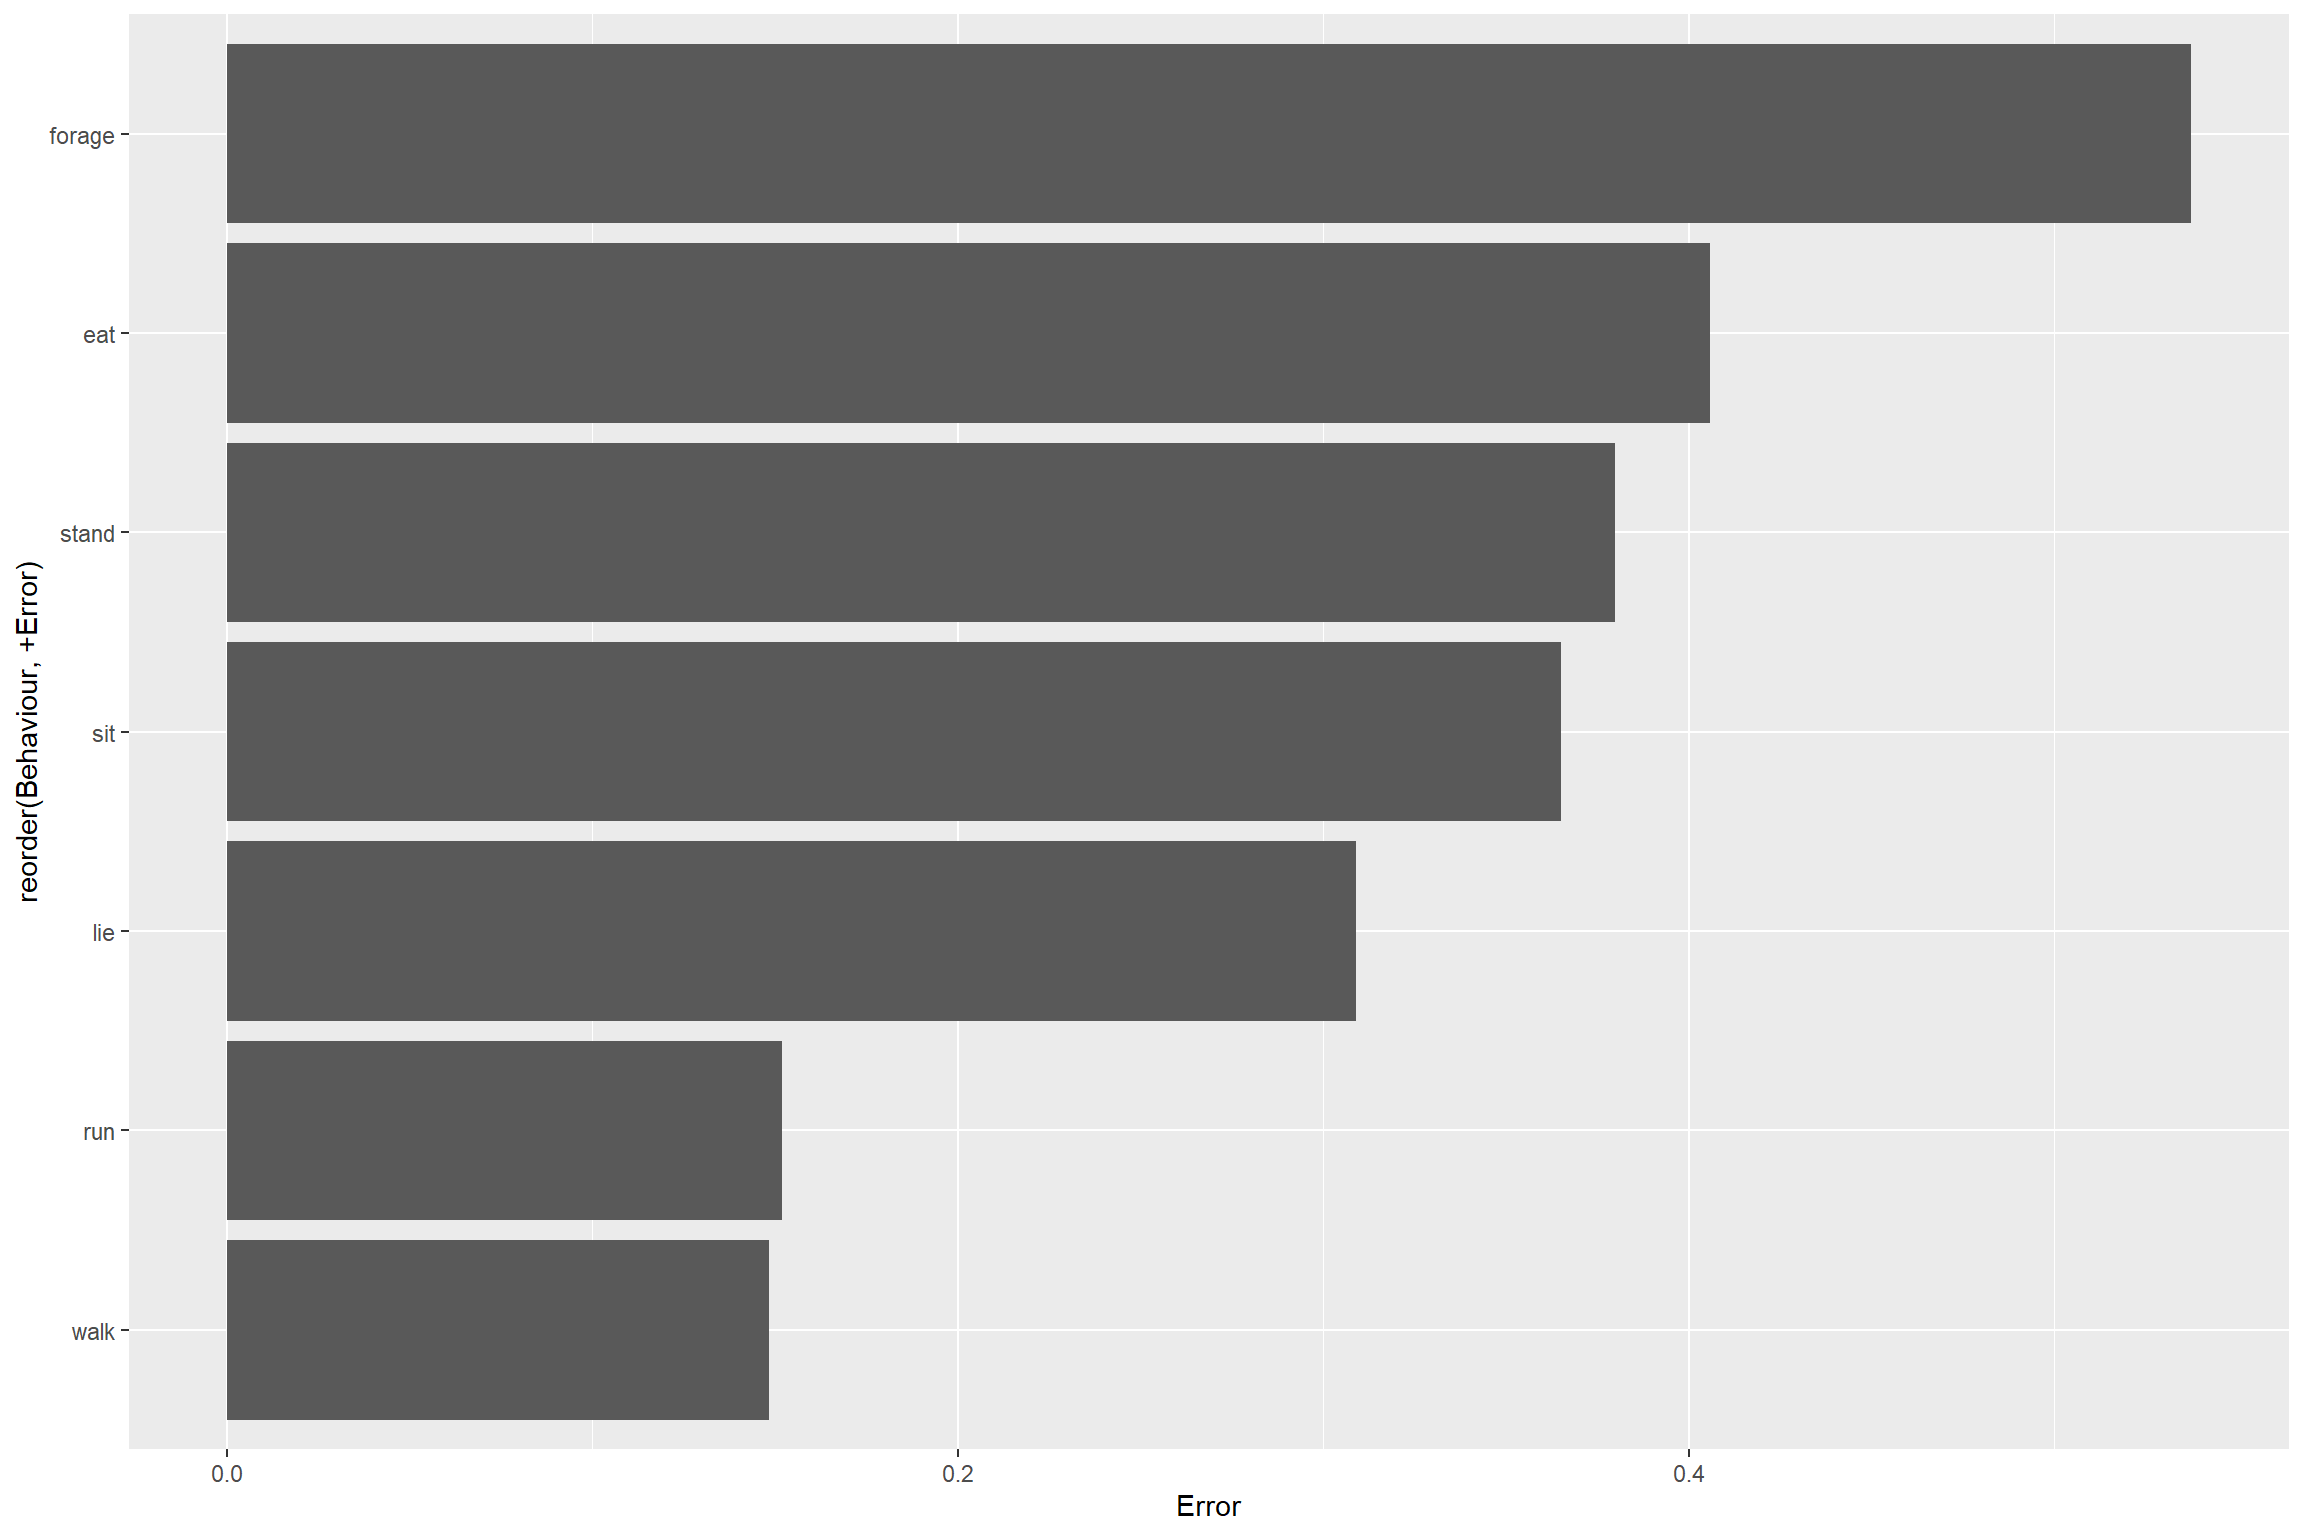 reorder(Behaviour, +Error)
forage
eat
stand
sit
lie
run
walk
0.0 0.2 0.4
Error